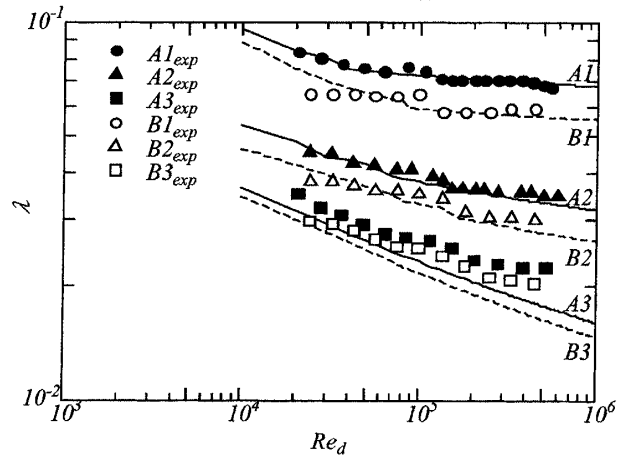 10^-1
A1exp
A2exp
A3exp
B1exp
B2exp
B3exp
A1
B1
A2
B2
A3
B3
λ
10^-2
10^3
10^4
10^5
10^6
Re_d